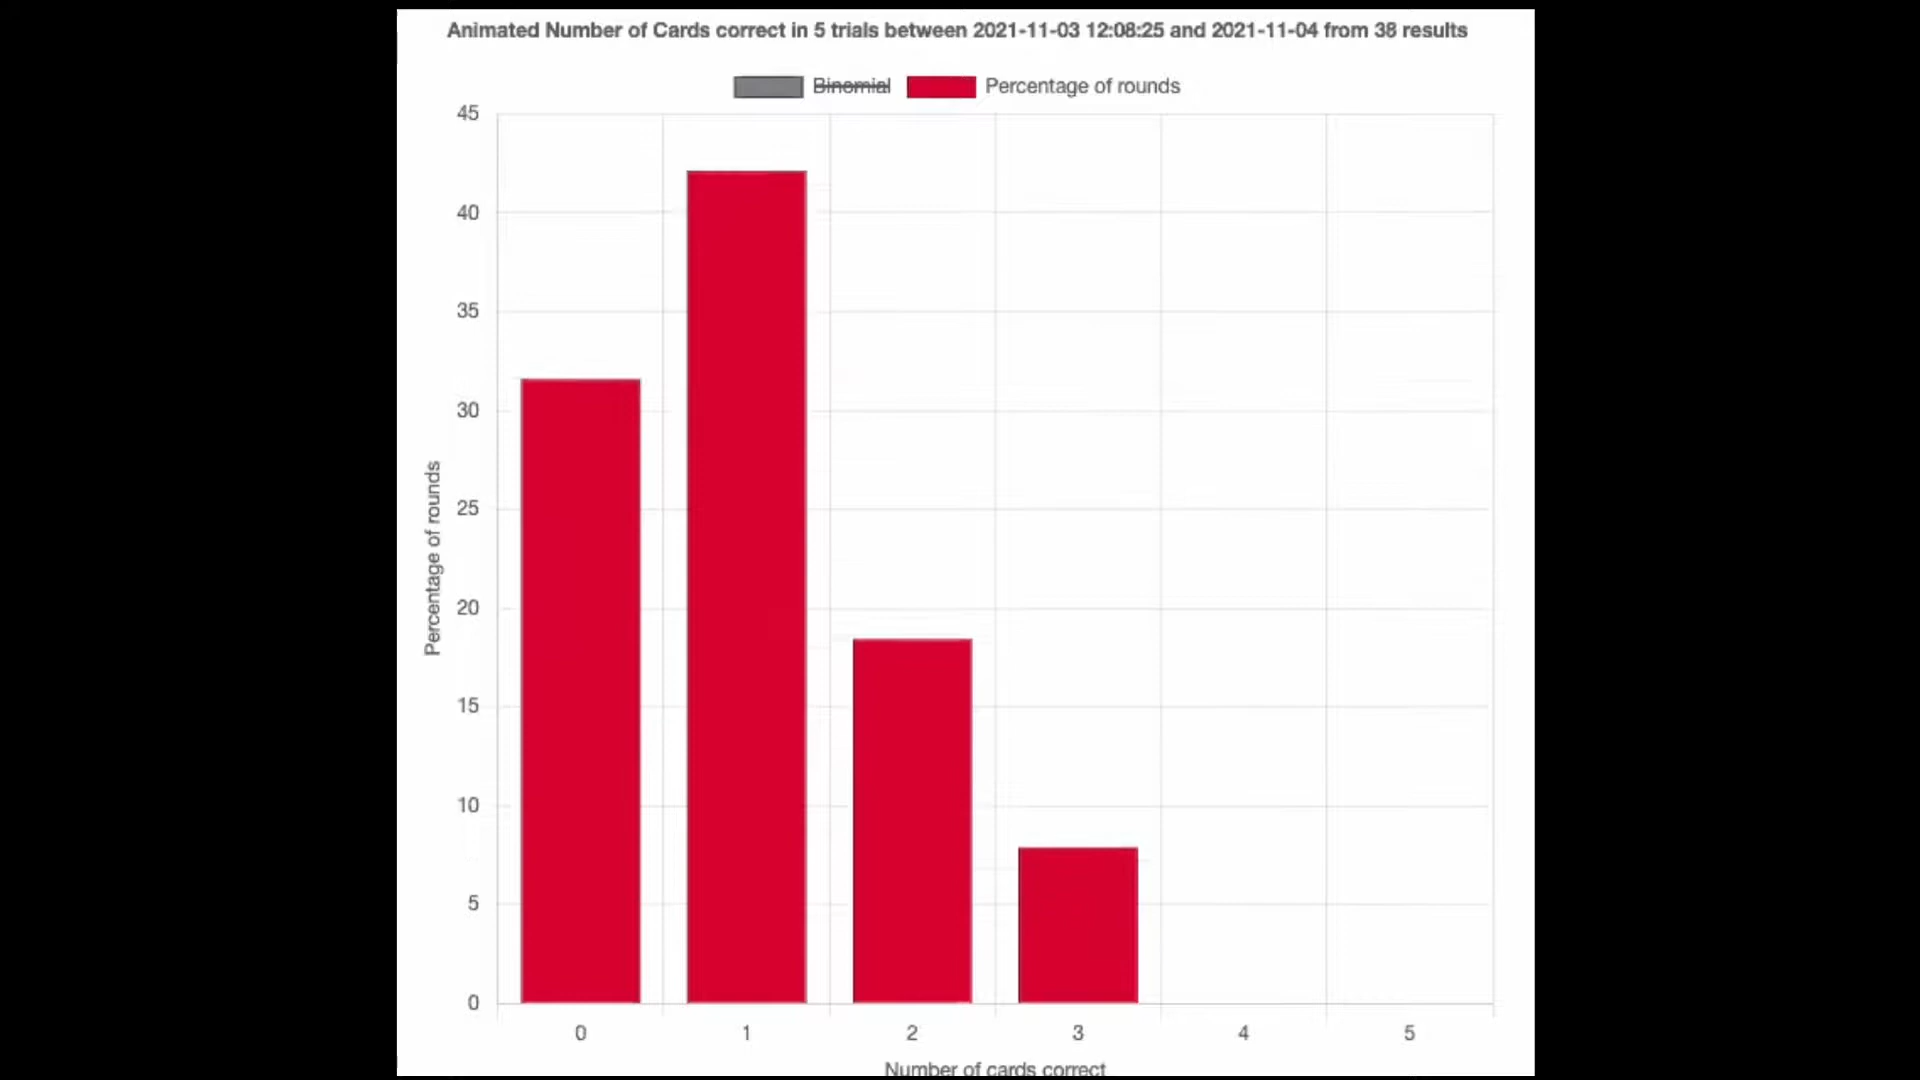 Animated Number of Cards correct in 5 trials between 2021-11-03 12:08:25 and 2021-11-04 from 38 results
Binomial Percentage of rounds
45
40
35
30
25
20
15
10
5
0
Percentage of rounds
0 1 2 3 4 5
Number of cards correct